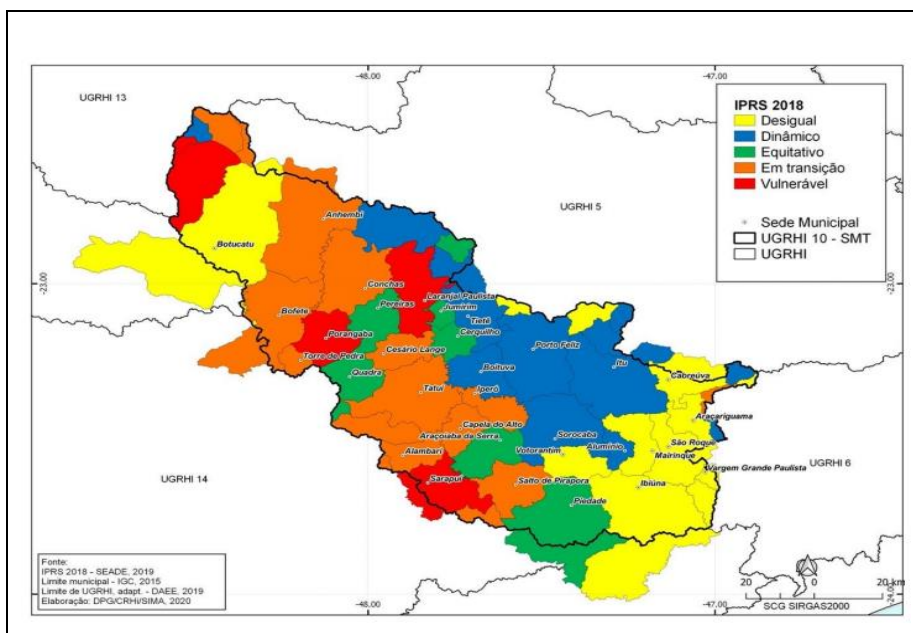 -48.00
-47.00
UGRHI 13
IPRS 2018
Desigual
Dinâmico
Equitativo
Em transição
Vulnerável
Sede Municipal
UGRHI 10 - SMT
UGRHI
UGRHI 5
Anhembi
Botucatu
-23.00
-23.00
Conchas
Laranjal Paulista
Pereiras
Jumirim
Bofete
Tietê
Porangaba
Cerquilho
Porto Feliz
Cesário Lange
Torre de Pedra
Itu
Quadra
Boituva
Cabreúva
Tatuí
Iperó
Araçariguama
Capela do Alto
Araçoiaba da Serra
Sorocaba
São Roque
Alambari
Votorantim
Alumínio
Mairinque
UGRHI 6
Vargem Grande Paulista
UGRHI 14
Sarapuí
Salto de Pirapora
Ibiúna
Piedade
Fonte:
IPRS 2018 - SEADE, 2019
Limite municipal - IGC, 2015
Limite de UGRHI, adapt. - DAEE, 2019
Elaboração: DPG/CRHI/SIMA, 2020
20 0 20 km
SCG SIRGAS2000
-48.00
-47.00
-24.00